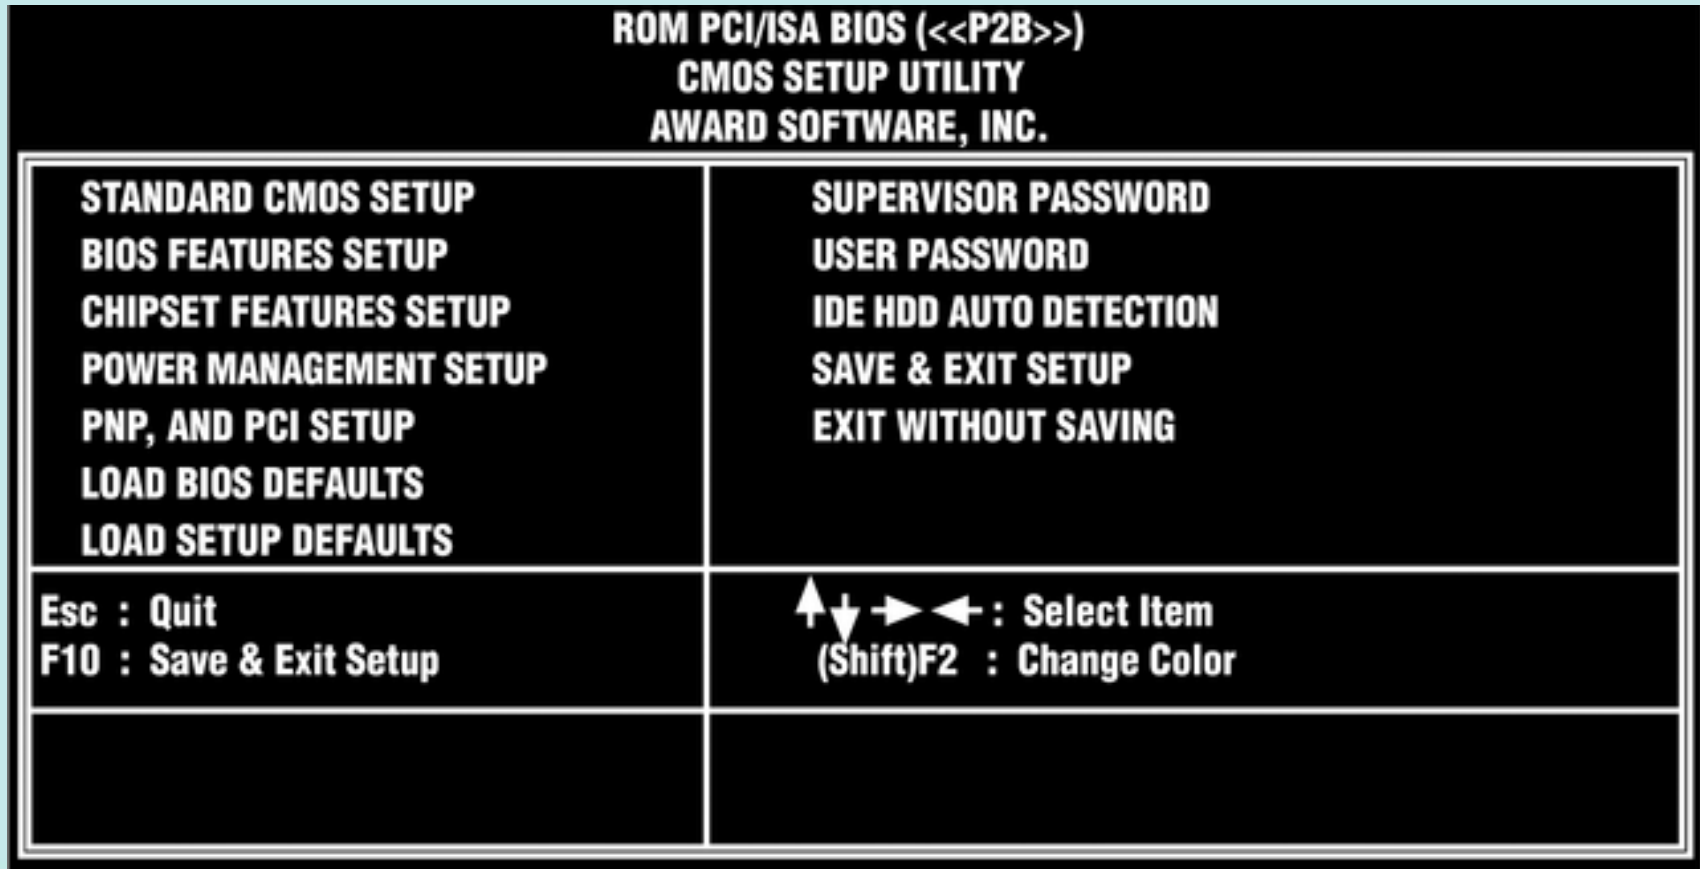 ROM PCI/ISA BIOS (<<P2B>>)
CMOS SETUP UTILITY
AWARD SOFTWARE, INC.
STANDARD CMOS SETUP
BIOS FEATURES SETUP
CHIPSET FEATURES SETUP
POWER MANAGEMENT SETUP
PNP, AND PCI SETUP
LOAD BIOS DEFAULTS
LOAD SETUP DEFAULTS
SUPERVISOR PASSWORD
USER PASSWORD
IDE HDD AUTO DETECTION
SAVE & EXIT SETUP
EXIT WITHOUT SAVING
Esc : Quit
F10 : Save & Exit Setup
↑↓→← : Select Item
(Shift)F2 : Change Color